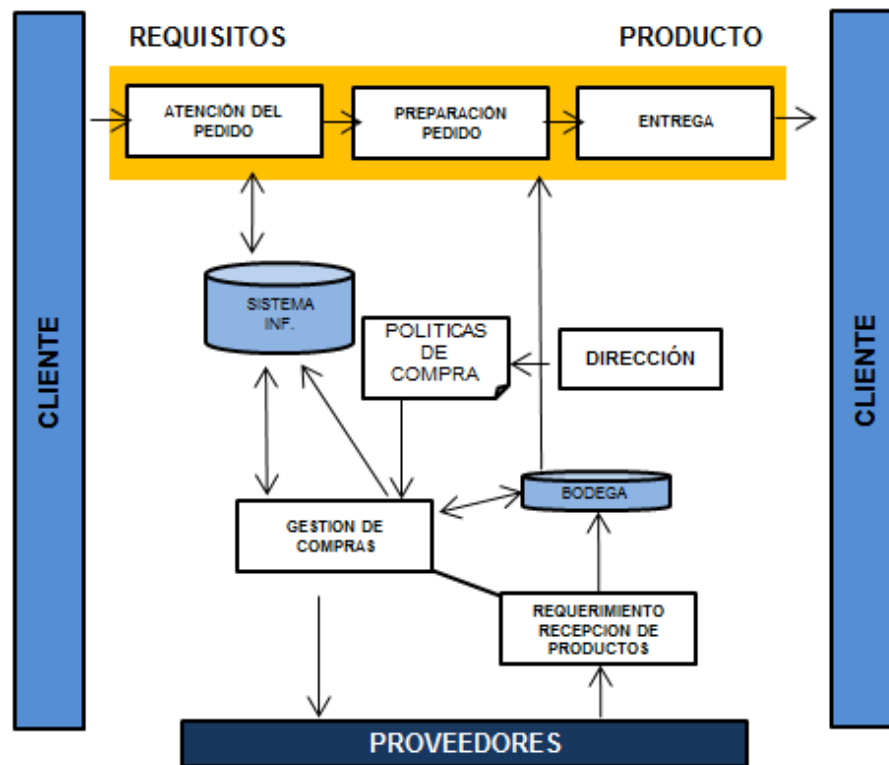 REQUISITOS
PRODUCTO
CLIENTE
ATENCIÓN DEL
PEDIDO
PREPARACIÓN
PEDIDO
ENTREGA
CLIENTE
SISTEMA
INF.
POLITICAS
DE
COMPRA
DIRECCIÓN
BODEGA
GESTION DE
COMPRAS
REQUERIMIENTO
RECEPCION DE
PRODUCTOS
PROVEEDORES